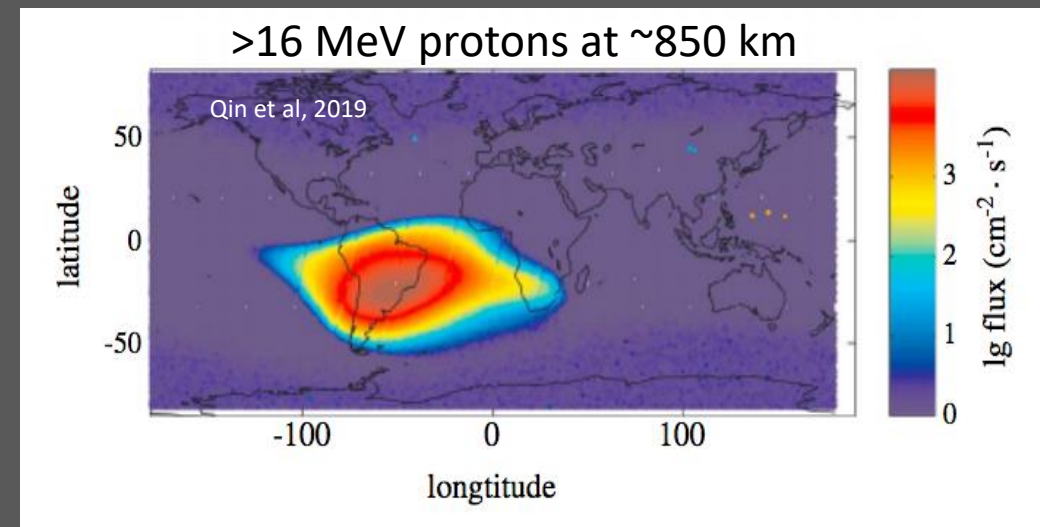 >16 MeV protons at ~850 km
Qin et al, 2019
50
0
-50
latitude
-100
0
100
longtitude
3
2
1
0
lg flux (cm-2 · s-1)